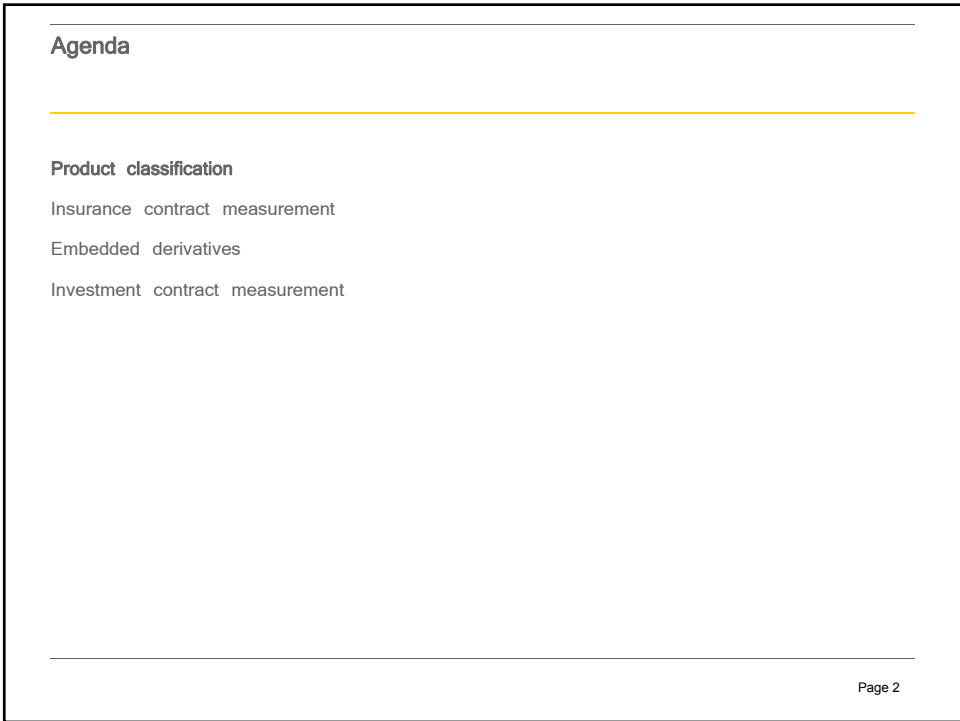 Agenda
Product classification
Insurance contract measurement
Embedded derivatives
Investment contract measurement
Page 2